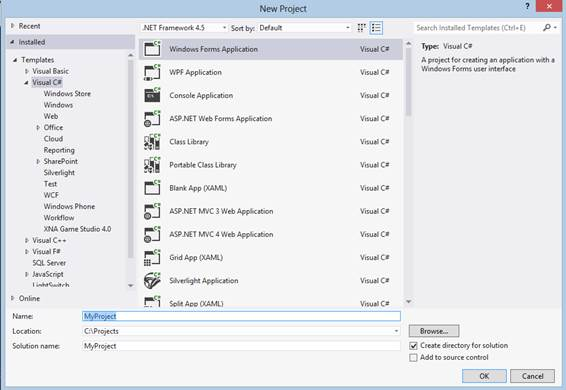 New Project
Recent
Installed
Templates
Visual Basic
Visual C#
Windows Store
Windows
Web
Office
Cloud
Reporting
SharePoint
Silverlight
Test
WCF
Windows Phone
Workflow
XNA Game Studio 4.0
Visual C++
Visual F#
SQL Server
JavaScript
LightSwitch
Online
.NET Framework 4.5 Sort by: Default
Windows Forms Application Visual C#
WPF Application Visual C#
Console Application Visual C#
ASP.NET Web Forms Application Visual C#
Class Library Visual C#
Portable Class Library Visual C#
Blank App (XAML) Visual C#
ASP.NET MVC 3 Web Application Visual C#
ASP.NET MVC 4 Web Application Visual C#
Grid App (XAML) Visual C#
Silverlight Application Visual C#
Split App (XAML) Visual C#
Search Installed Templates (Ctrl+E)
Type: Visual C#
A project for creating an application with a
Windows Forms user interface
Name: MyProject
Location: C:\Projects Browse...
Solution name: MyProject
Create directory for solution
Add to source control
OK Cancel